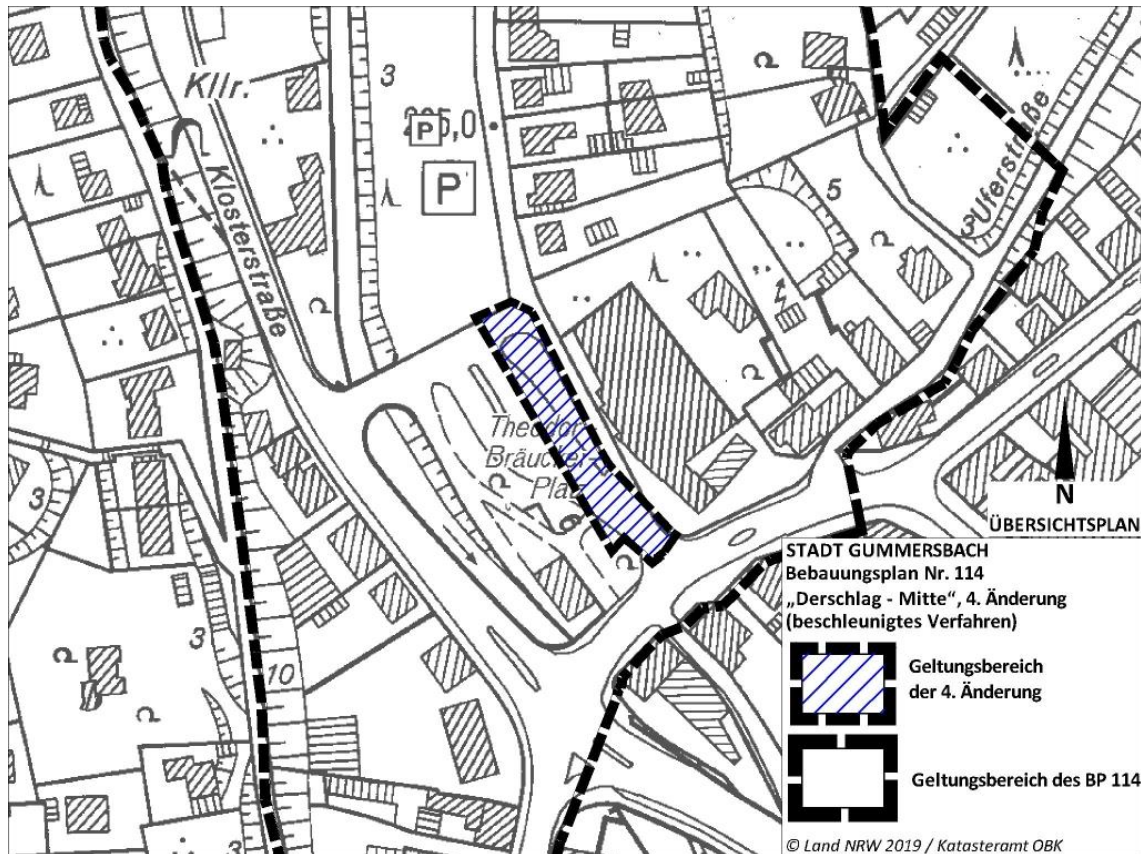 Kllr.
3
P
P
Klosterstraße
5
3
Uferstraße
Theodor
Bräucker-
Platz
3
3
10
N
ÜBERSICHTSPLAN
STADT GUMMERSBACH
Bebauungsplan Nr. 114
„Derschlag - Mitte“, 4. Änderung
(beschleunigtes Verfahren)
Geltungsbereich
der 4. Änderung
Geltungsbereich des BP 114
© Land NRW 2019 / Katasteramt OBK